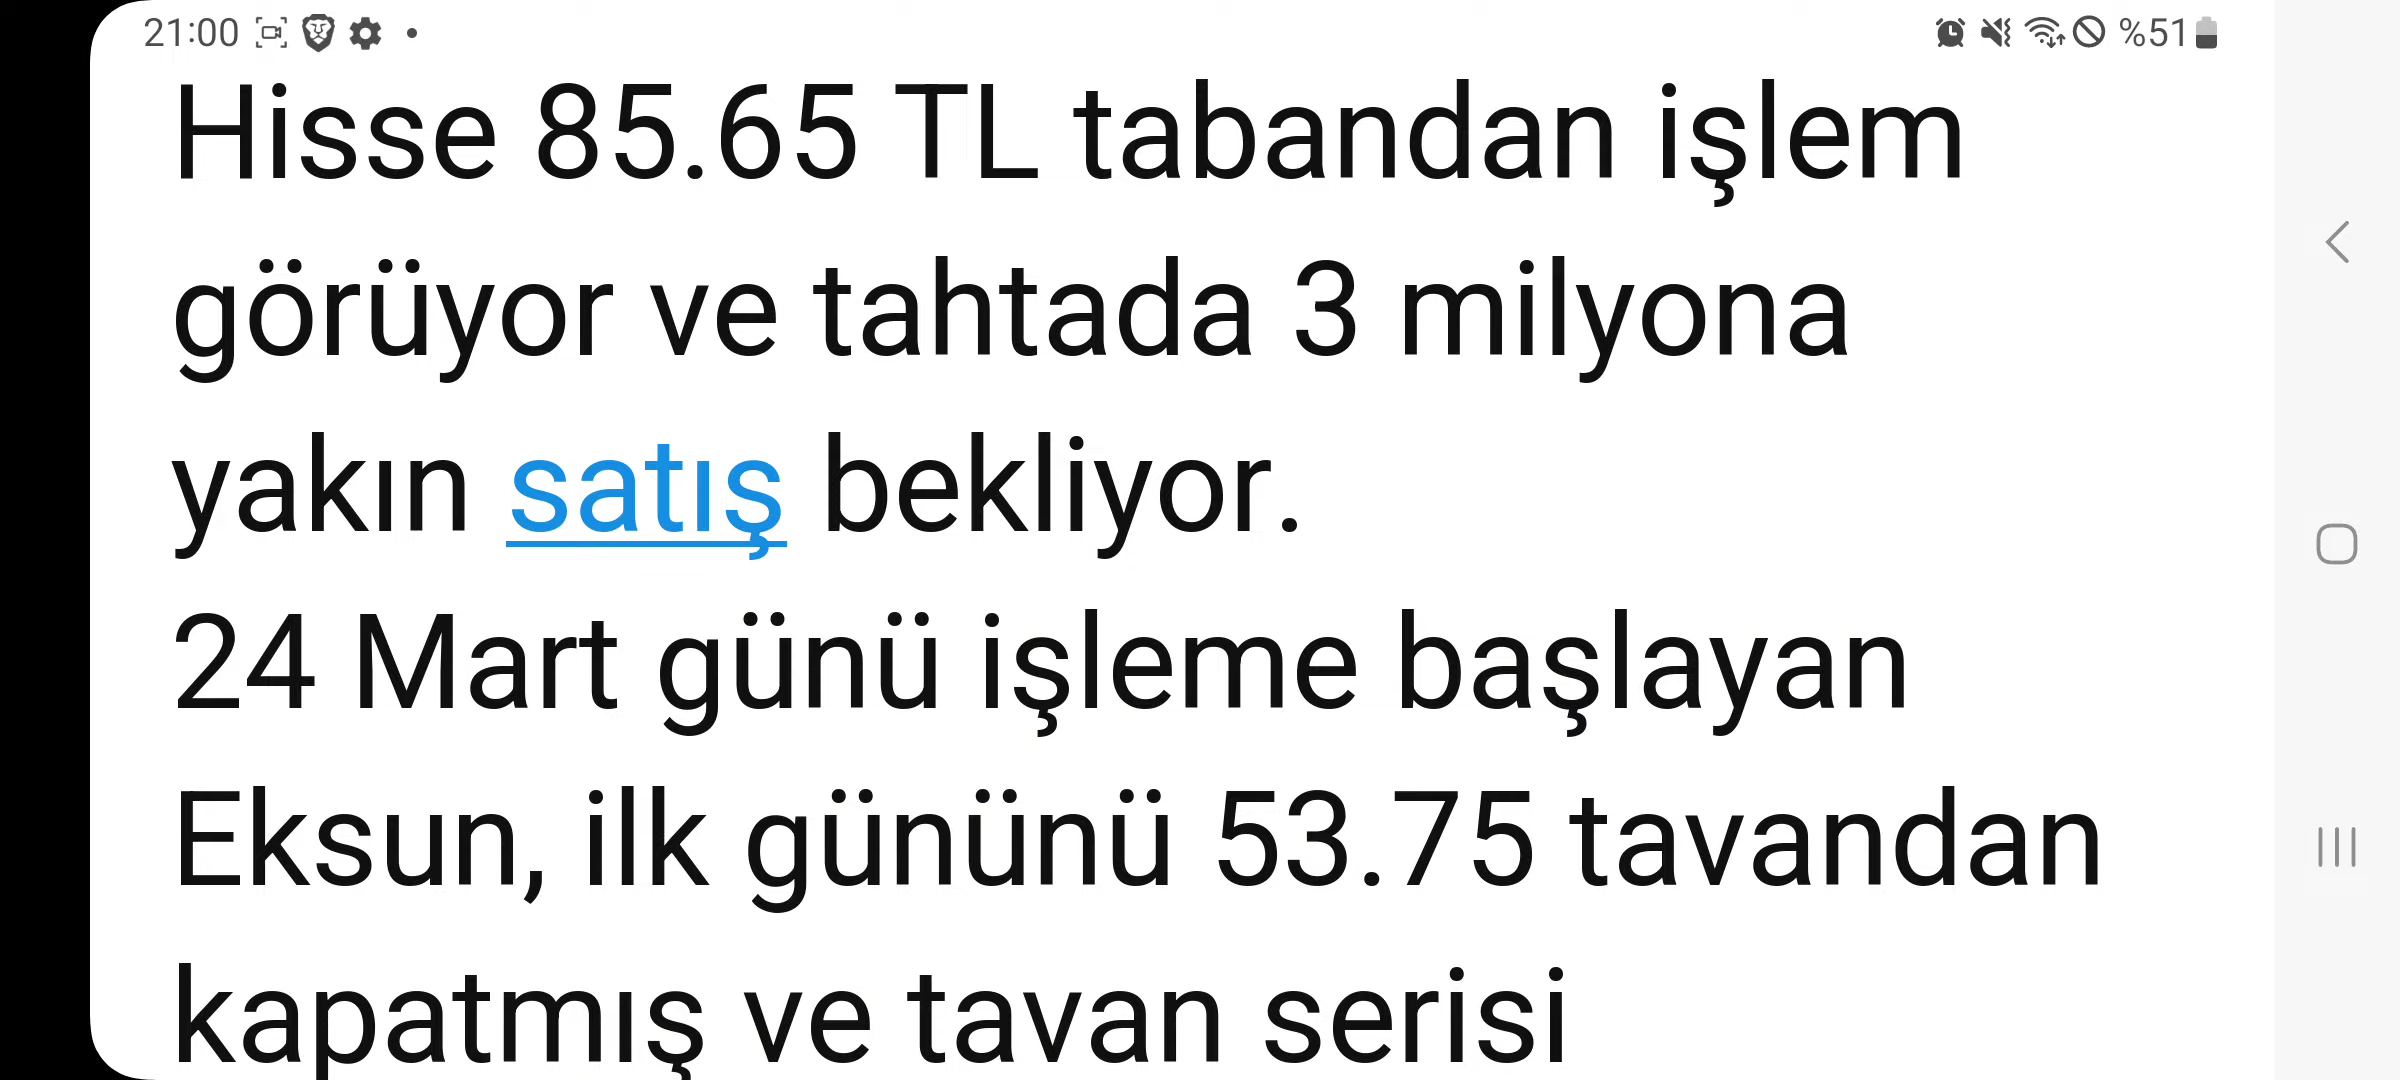 21:00 %51
Hisse 85.65 TL tabandan işlem
görüyor ve tahtada 3 milyona
yakın satış bekliyor.
24 Mart günü işleme başlayan
Eksun, ilk gününü 53.75 tavandan
kapatmış ve tavan serisi